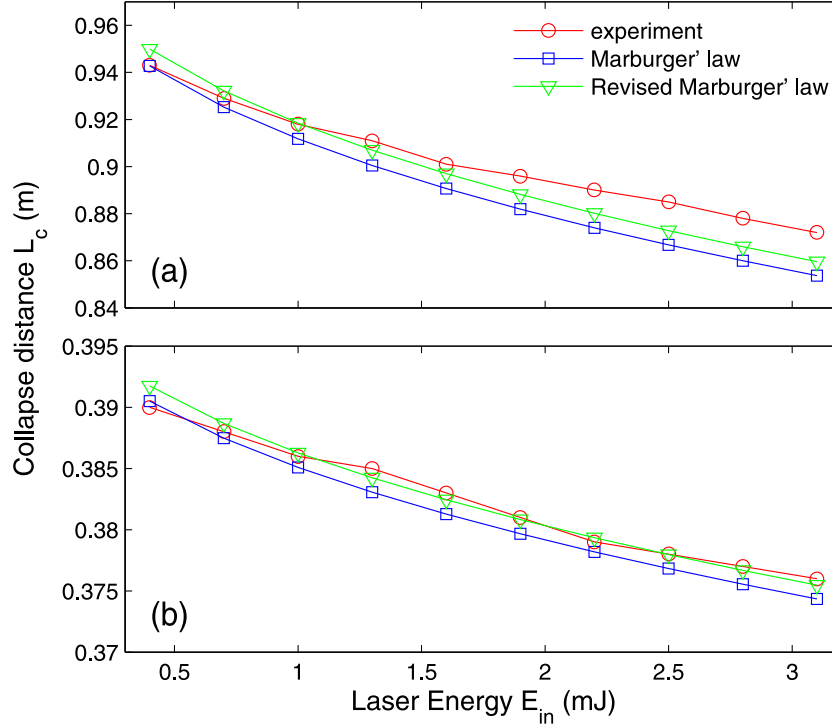 0.96
0.94
0.92
0.9
0.88
0.86
0.84
experiment
Marburger' law
Revised Marburger' law
(a)
Collapse distance L_c (m)
0.395
0.39
0.385
0.38
0.375
0.37
(b)
0.5 1 1.5 2 2.5 3
Laser Energy E_in (mJ)